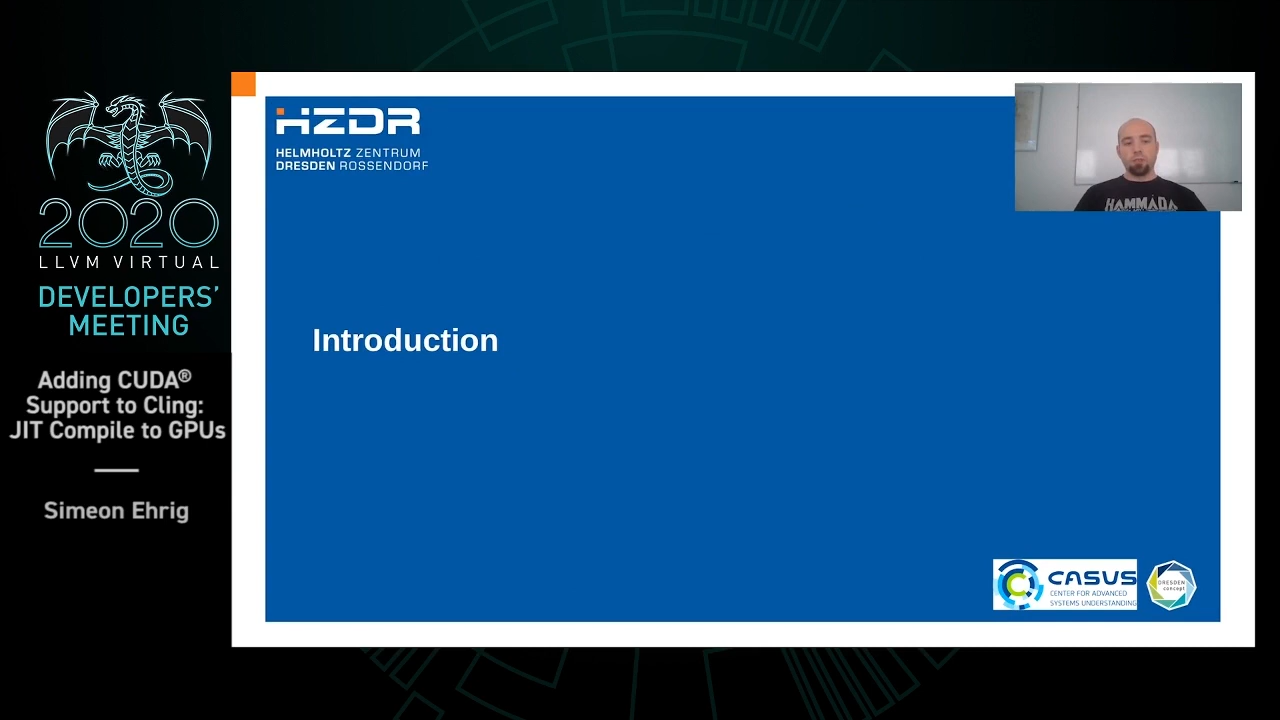 2020
LLVM VIRTUAL
DEVELOPERS'
MEETING
Adding CUDA®
Support to Cling:
JIT Compile to GPUs
Simeon Ehrig
HZDR
HELMHOLTZ ZENTRUM
DRESDEN ROSSENDORF
HAMMADA
Introduction
CASUS
CENTER FOR ADVANCED
SYSTEMS UNDERSTANDING
DRESDEN
concept